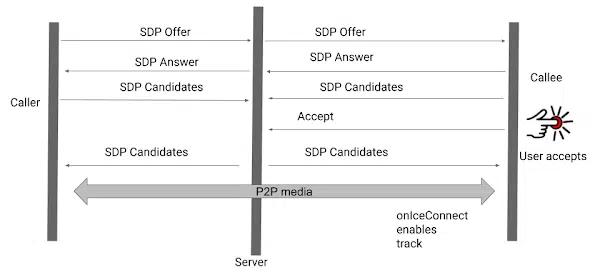 SDP Offer
SDP Offer
SDP Answer
SDP Answer
Callee
SDP Candidates
SDP Candidates
Caller
Accept
SDP Candidates
SDP Candidates
User accepts
P2P media
onIceConnect
enables
track
Server